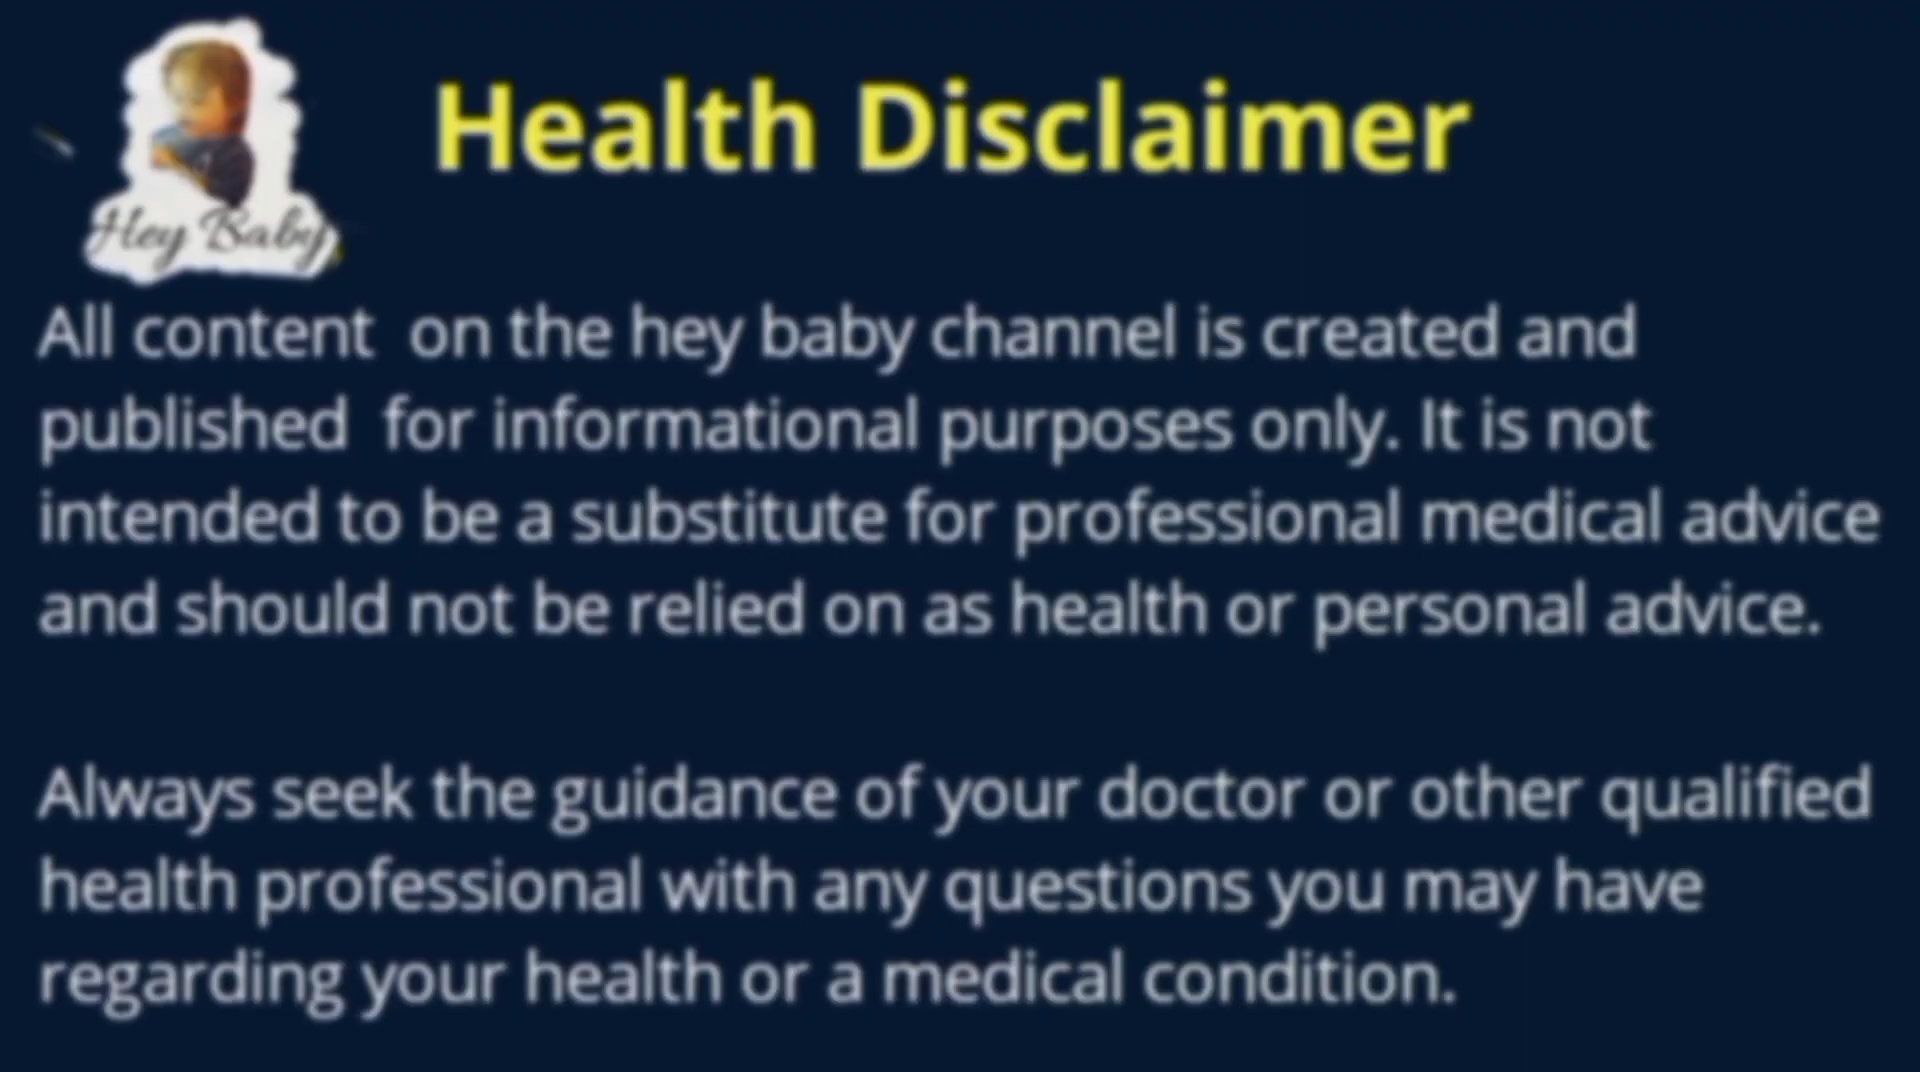 Health Disclaimer
Hey Baby
All content  on the hey baby channel is created and
published  for informational purposes only. It is not
intended to be a substitute for professional medical advice
and should not be relied on as health or personal advice.
Always seek the guidance of your doctor or other qualified
health professional with any questions you may have
regarding your health or a medical condition.